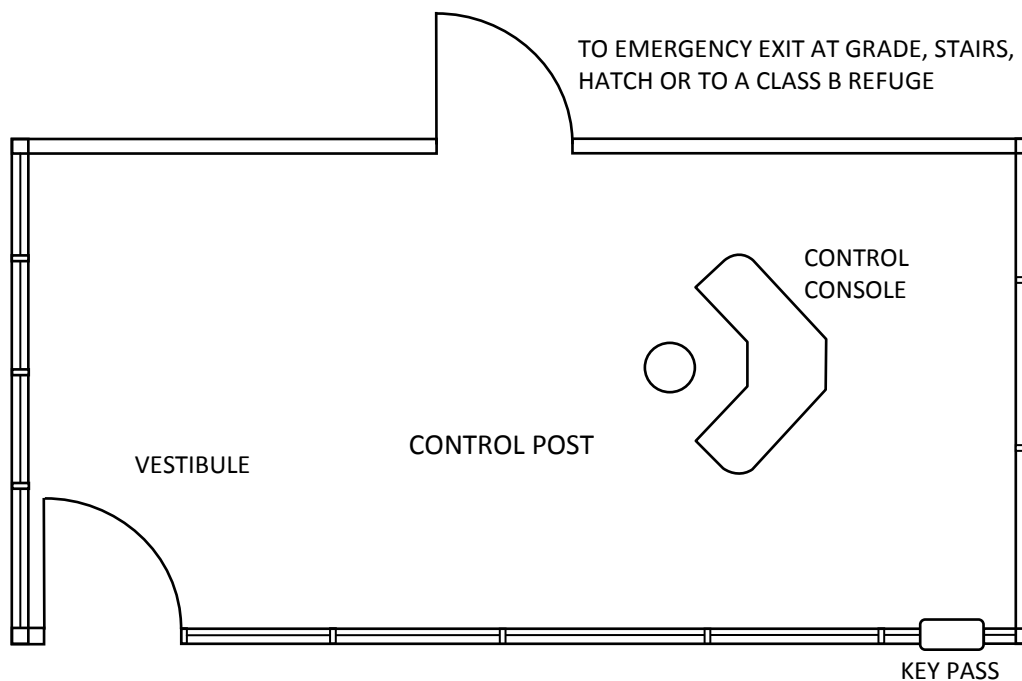 TO EMERGENCY EXIT AT GRADE, STAIRS,
HATCH OR TO A CLASS B REFUGE
CONTROL
CONSOLE
CONTROL POST
VESTIBULE
KEY PASS